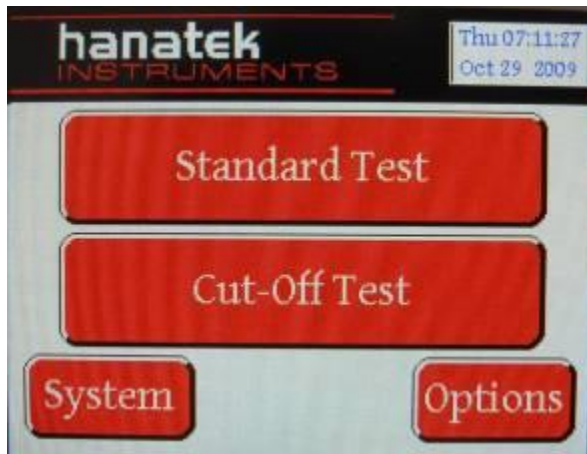 hanatek
INSTRUMENTS
Thu 07:11:27
Oct 29 2009
Standard Test
Cut-Off Test
System
Options